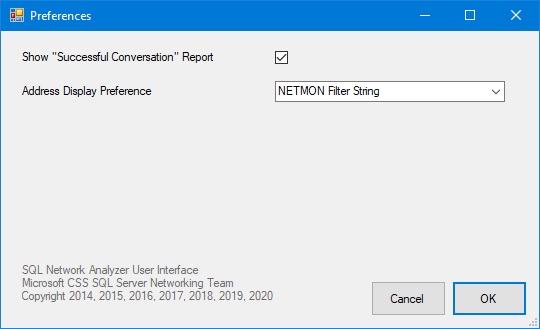 Preferences
Show "Successful Conversation" Report
Address Display Preference
NETMON Filter String
SQL Network Analyzer User Interface
Microsoft CSS SQL Server Networking Team
Copyright 2014, 2015, 2016, 2017, 2018, 2019, 2020
Cancel
OK